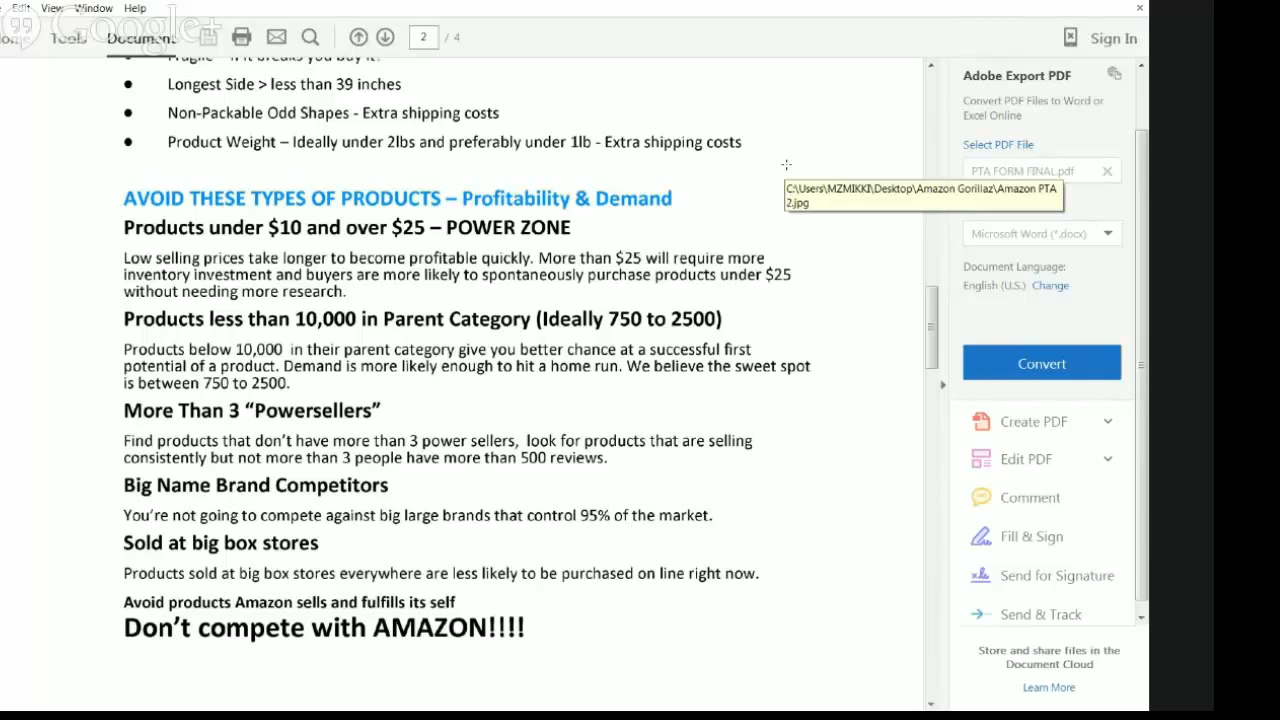 Edit View Window Help
Google+
Tools Document 2 / 4 Sign In
Fragile - If it breaks you buy it!
● Longest Side > less than 39 inches
● Non-Packable Odd Shapes - Extra shipping costs
● Product Weight – Ideally under 2lbs and preferably under 1lb - Extra shipping costs
AVOID THESE TYPES OF PRODUCTS – Profitability & Demand
Products under $10 and over $25 – POWER ZONE
Low selling prices take longer to become profitable quickly. More than $25 will require more
inventory investment and buyers are more likely to spontaneously purchase products under $25
without needing more research.
Products less than 10,000 in Parent Category (Ideally 750 to 2500)
Products below 10,000 in their parent category give you better chance at a successful first
potential of a product. Demand is more likely enough to hit a home run. We believe the sweet spot
is between 750 to 2500.
More Than 3 “Powersellers”
Find products that don’t have more than 3 power sellers, look for products that are selling
consistently but not more than 3 people have more than 500 reviews.
Big Name Brand Competitors
You’re not going to compete against big large brands that control 95% of the market.
Sold at big box stores
Products sold at big box stores everywhere are less likely to be purchased on line right now.
Avoid products Amazon sells and fulfills its self
Don’t compete with AMAZON!!!!
C:\Users\MZMIKKI\Desktop\Amazon Gorillaz\Amazon PTA
2.jpg
Adobe Export PDF
Convert PDF Files to Word or
Excel Online
Select PDF File
PTA FORM FINAL.pdf
Microsoft Word (*.docx)
Document Language:
English (U.S.) Change
Convert
Create PDF
Edit PDF
Comment
Fill & Sign
Send for Signature
Send & Track
Store and share files in the
Document Cloud
Learn More